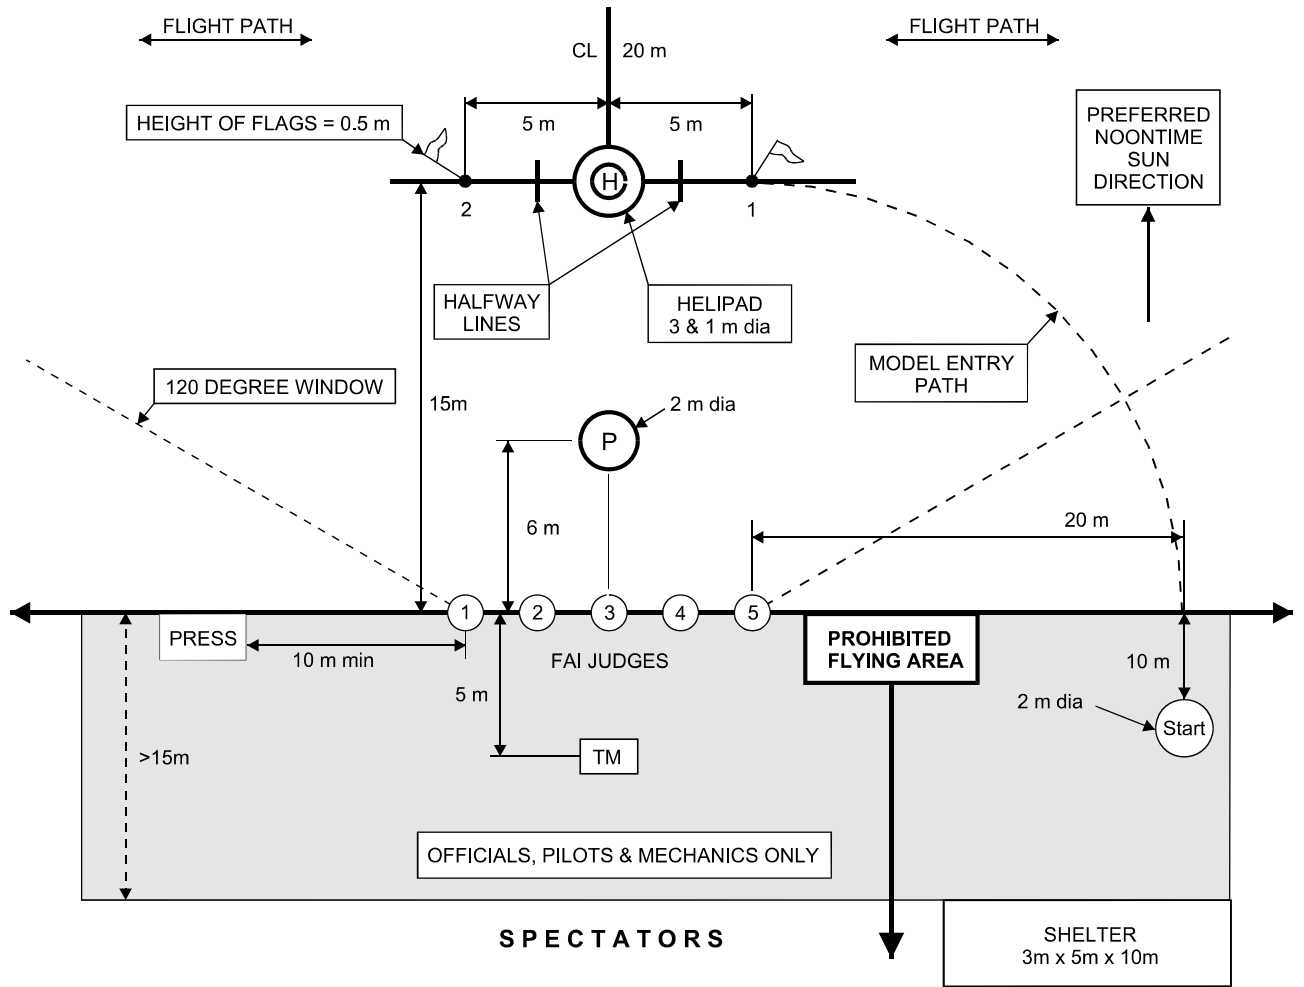 FLIGHT PATH
FLIGHT PATH
CL
20 m
HEIGHT OF FLAGS = 0.5 m
5 m
5 m
PREFERRED
NOONTIME
SUN
DIRECTION
H
2
1
HALFWAY
LINES
HELIPAD
3 & 1 m dia
MODEL ENTRY
PATH
120 DEGREE WINDOW
15m
2 m dia
P
6 m
20 m
1
2
3
4
5
PRESS
10 m min
FAI JUDGES
PROHIBITED
FLYING AREA
10 m
5 m
2 m dia
Start
>15m
TM
OFFICIALS, PILOTS & MECHANICS ONLY
SPECTATORS
SHELTER
3m x 5m x 10m